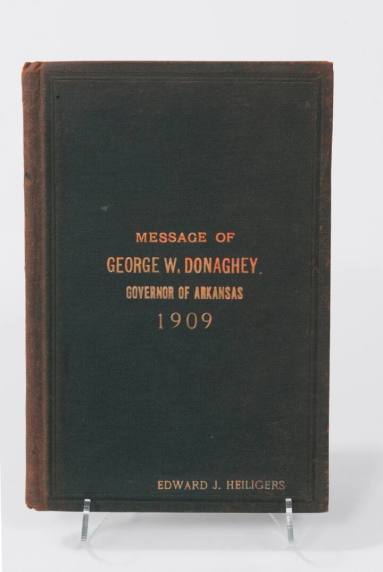 MESSAGE OF
GEORGE W. DONAGHEY.
GOVERNOR OF ARKANSAS
1909
EDWARD J. HEILIGERS